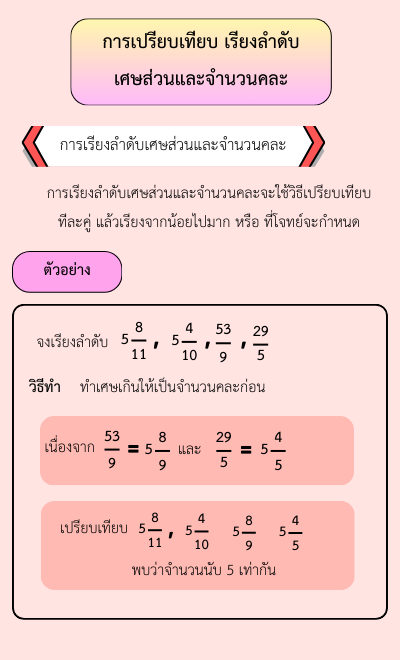 การเปรียบเทียบ เรียงลำดับ
เศษส่วนและจำนวนคละ
การเรียงลำดับเศษส่วนและจำนวนคละ
การเรียงลำดับเศษส่วนและจำนวนคละจะใช้วิธีเปรียบเทียบ
ทีละคู่ แล้วเรียงจากน้อยไปมาก หรือ ที่โจทย์จะกำหนด
ตัวอย่าง
จงเรียงลำดับ 5 8/11 , 5 4/10 , 53/9 , 29/5
วิธีทำ ทำเศษเกินให้เป็นจำนวนคละก่อน
เนื่องจาก 53/9 = 5 8/9 และ 29/5 = 5 4/5
เปรียบเทียบ 5 8/11 , 5 4/10 5 8/9 5 4/5
พบว่าจำนวนนับ 5 เท่ากัน